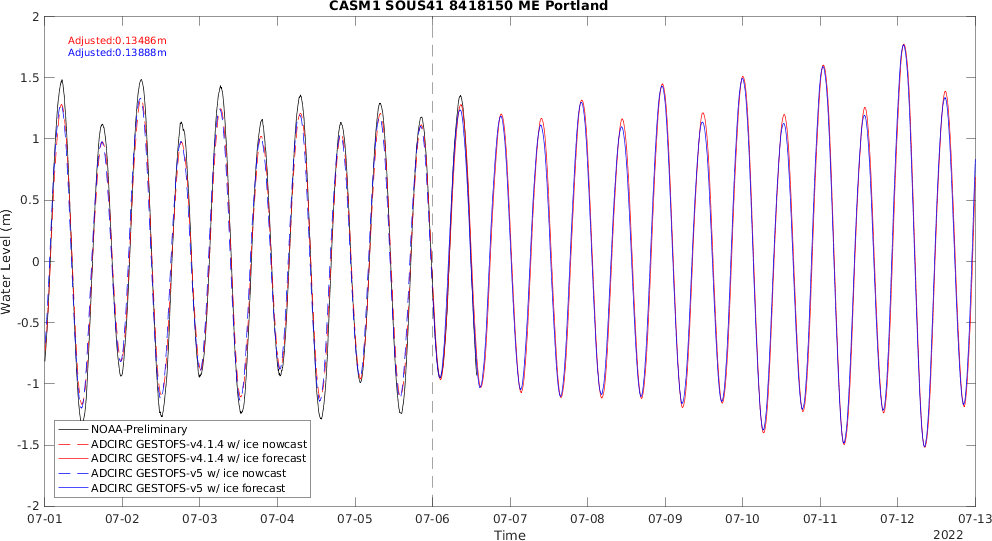 CASM1 SOUS41 8418150 ME Portland
Adjusted:0.13486m
Adjusted:0.13888m
2
1.5
1
0.5
0
-0.5
-1
-1.5
-2
Water Level (m)
NOAA-Preliminary
ADCIRC GESTOFS-v4.1.4 w/ ice nowcast
ADCIRC GESTOFS-v4.1.4 w/ ice forecast
ADCIRC GESTOFS-v5 w/ ice nowcast
ADCIRC GESTOFS-v5 w/ ice forecast
07-01 07-02 07-03 07-04 07-05 07-06 07-07 07-08 07-09 07-10 07-11 07-12 07-13
Time
2022